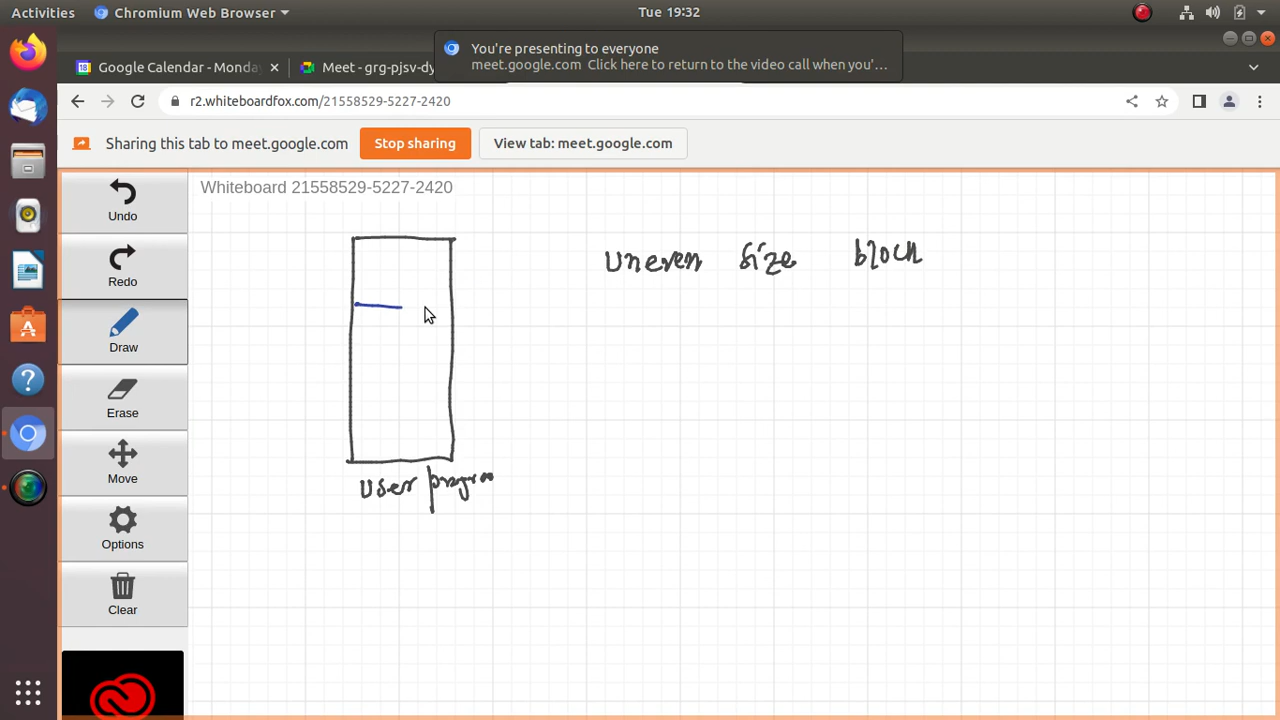 Activities
Chromium Web Browser
Tue 19:32
You're presenting to everyone
meet.google.com Click here to return to the video call when you'...
Google Calendar - Monday
Meet - grg-pjsv-dy
r2.whiteboardfox.com/21558529-5227-2420
Sharing this tab to meet.google.com
Stop sharing
View tab: meet.google.com
Whiteboard 21558529-5227-2420
Undo
Redo
Draw
Erase
Move
Options
Clear
Uneven size block
User